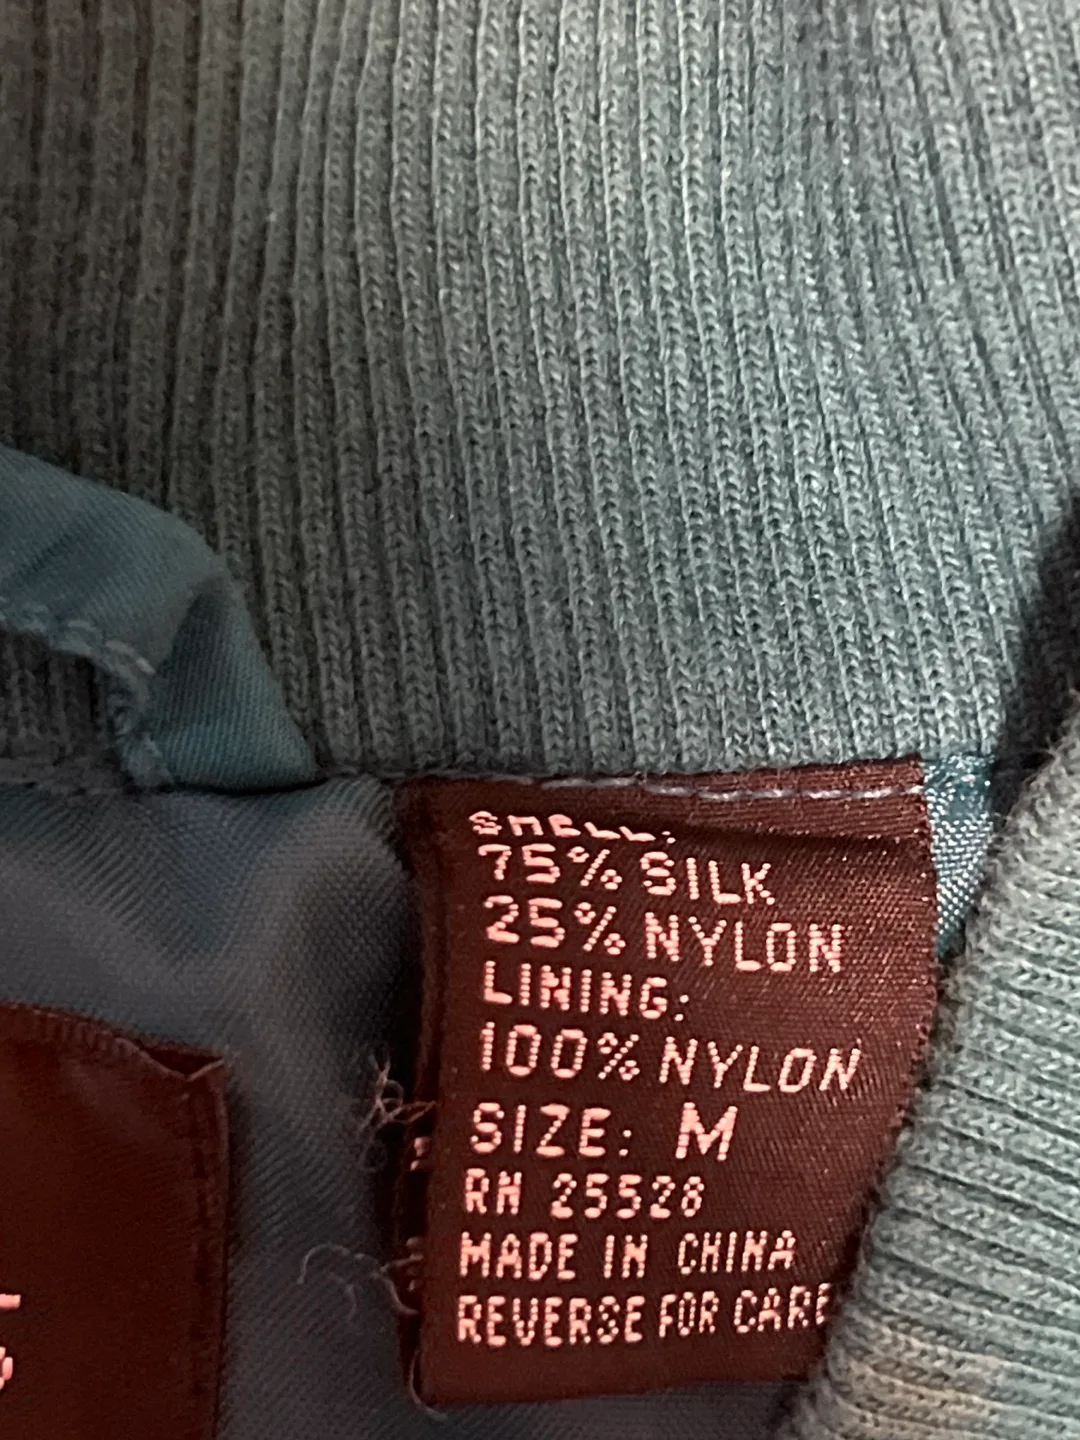 SHELL:
75% SILK
25% NYLON
LINING:
100% NYLON
SIZE: M
RN 25528
MADE IN CHINA
REVERSE FOR CARE